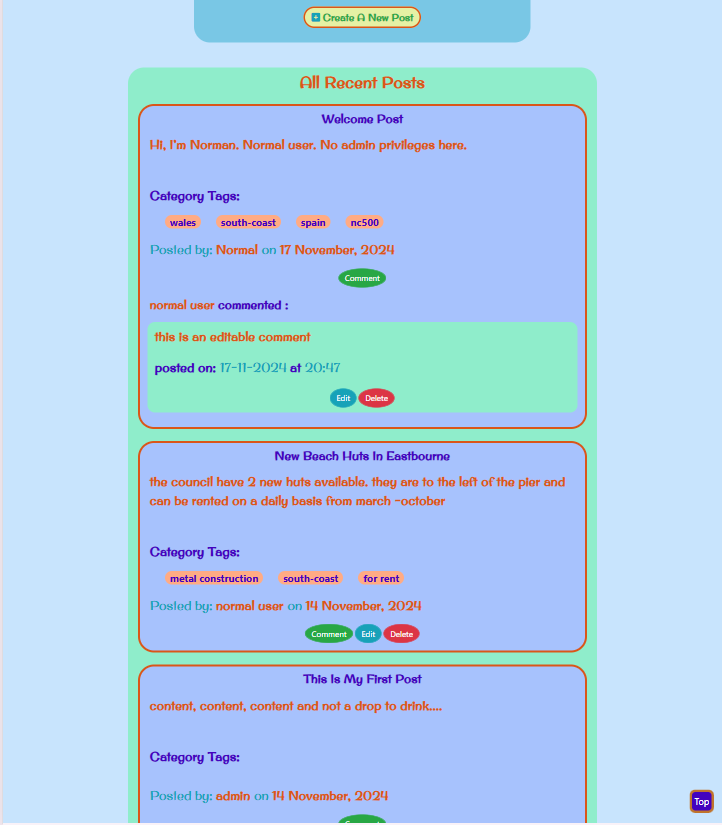 Create A New Post
All Recent Posts
Welcome Post
Hi, I'm Norman. Normal user. No admin privileges here.
Category Tags:
wales south-coast spain nc500
Posted by: Normal on 17 November, 2024
Comment
normal user commented :
this is an editable comment
posted on: 17-11-2024 at 20:47
Edit Delete
New Beach Huts In Eastbourne
the council have 2 new huts available. they are to the left of the pier and
can be rented on a daily basis from march -october
Category Tags:
metal construction south-coast for rent
Posted by: normal user on 14 November, 2024
Comment Edit Delete
This Is My First Post
content, content, content and not a drop to drink....
Category Tags:
Posted by: admin on 14 November, 2024
Top
Comment